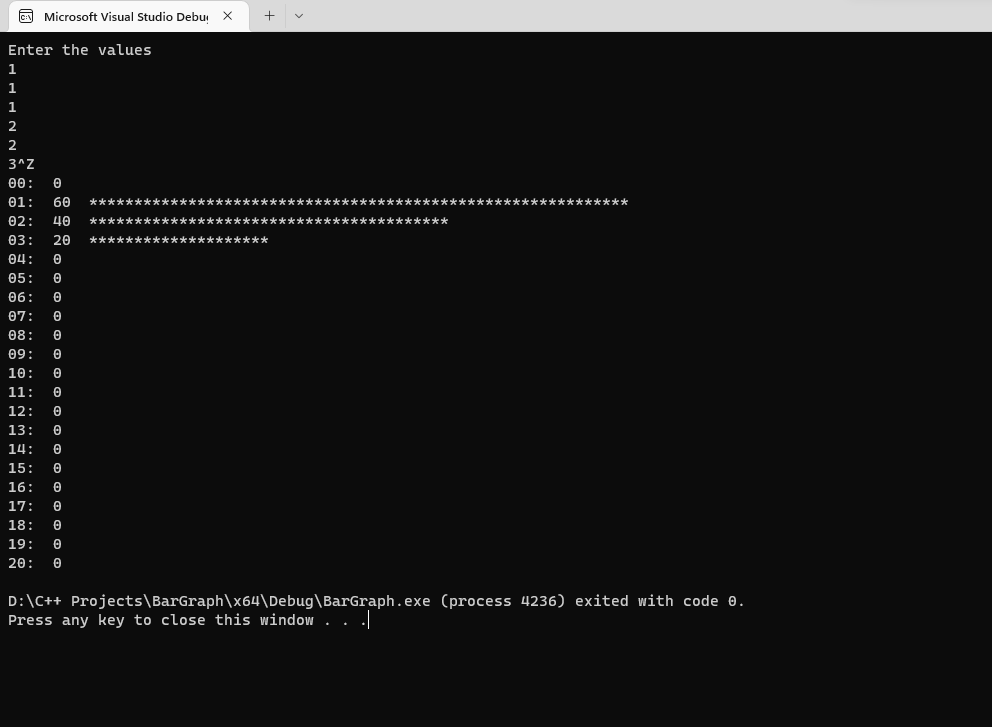 Microsoft Visual Studio Debu
Enter the values
1
1
1
2
2
3^Z
00:  0
01:  60  ************************************************************
02:  40  ****************************************
03:  20  ********************
04:  0
05:  0
06:  0
07:  0
08:  0
09:  0
10:  0
11:  0
12:  0
13:  0
14:  0
15:  0
16:  0
17:  0
18:  0
19:  0
20:  0
D:\C++ Projects\BarGraph\x64\Debug\BarGraph.exe (process 4236) exited with code 0.
Press any key to close this window . . .